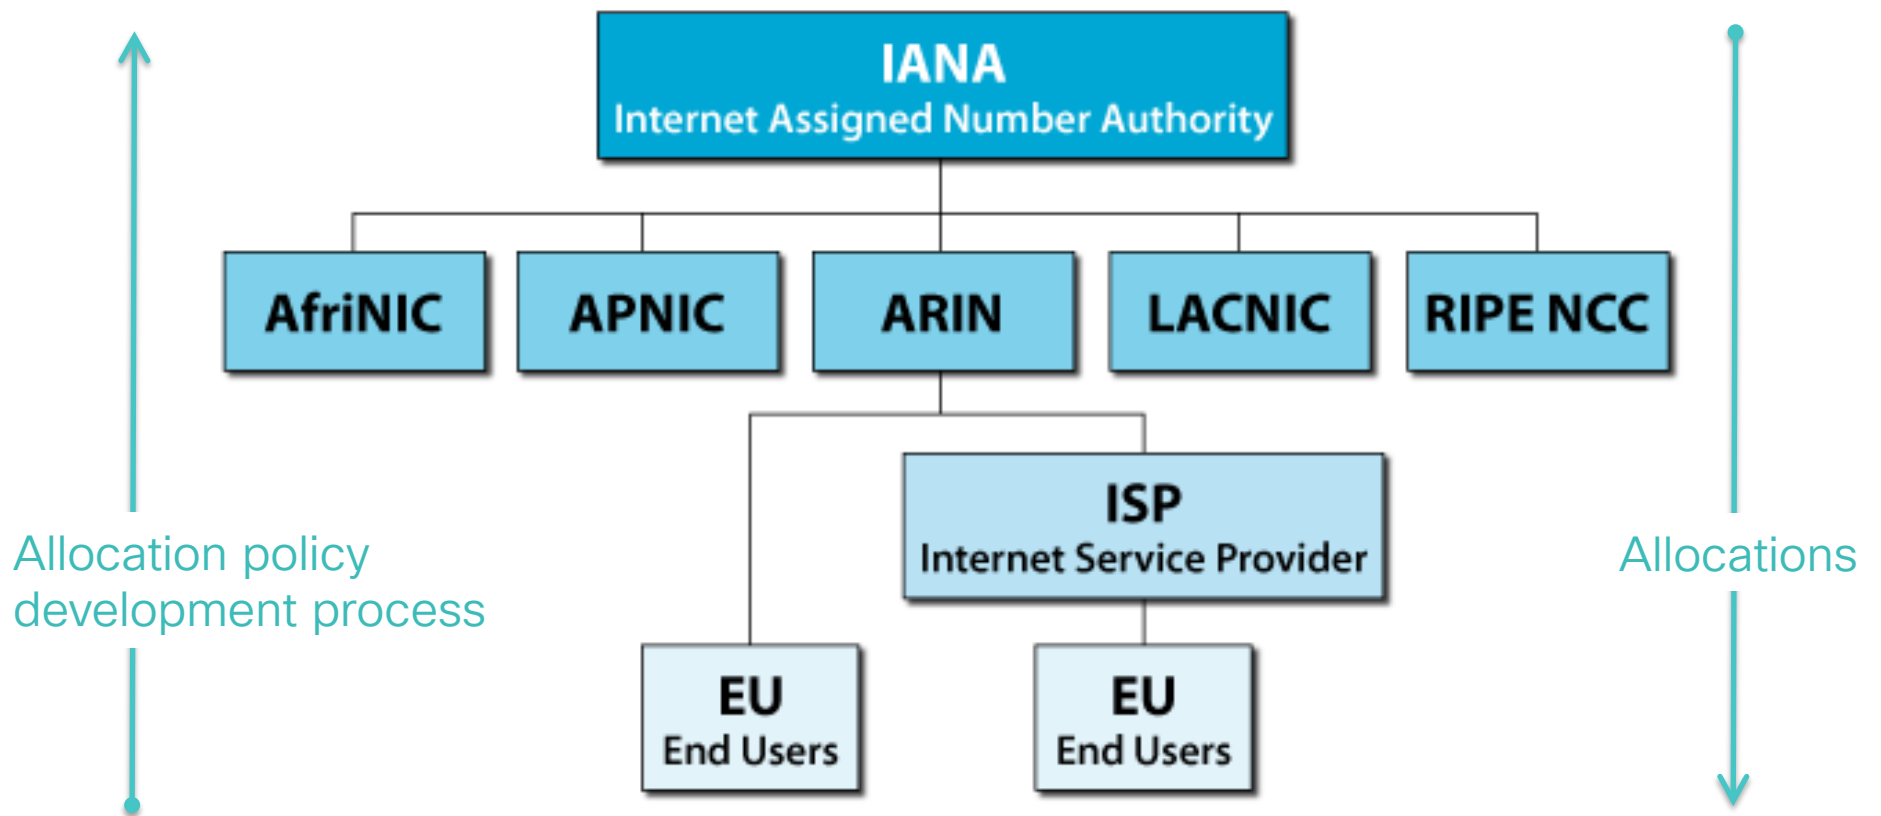 IANA
Internet Assigned Number Authority
AfriNIC
APNIC
ARIN
LACNIC
RIPE NCC
ISP
Internet Service Provider
Allocation policy
development process
Allocations
EU
End Users
EU
End Users